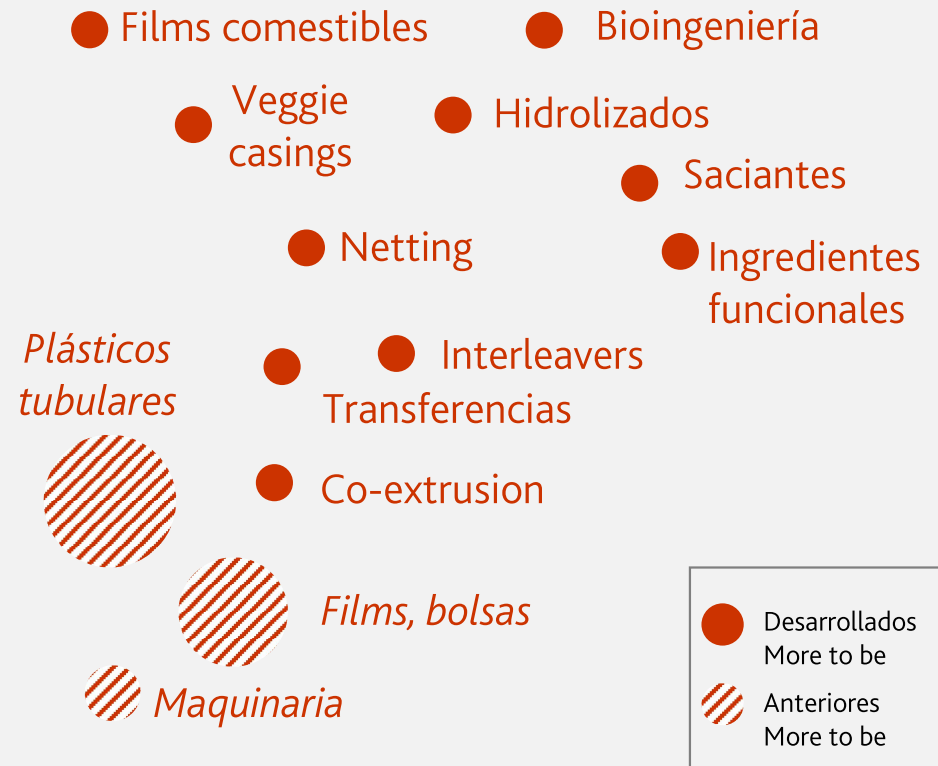 Films comestibles
Bioingeniería
Veggie
casings
Hidrolizados
Saciantes
Netting
Ingredientes
funcionales
Plásticos
tubulares
Interleavers
Transferencias
Co-extrusion
Films, bolsas
Maquinaria
Desarrollados
More to be
Anteriores
More to be